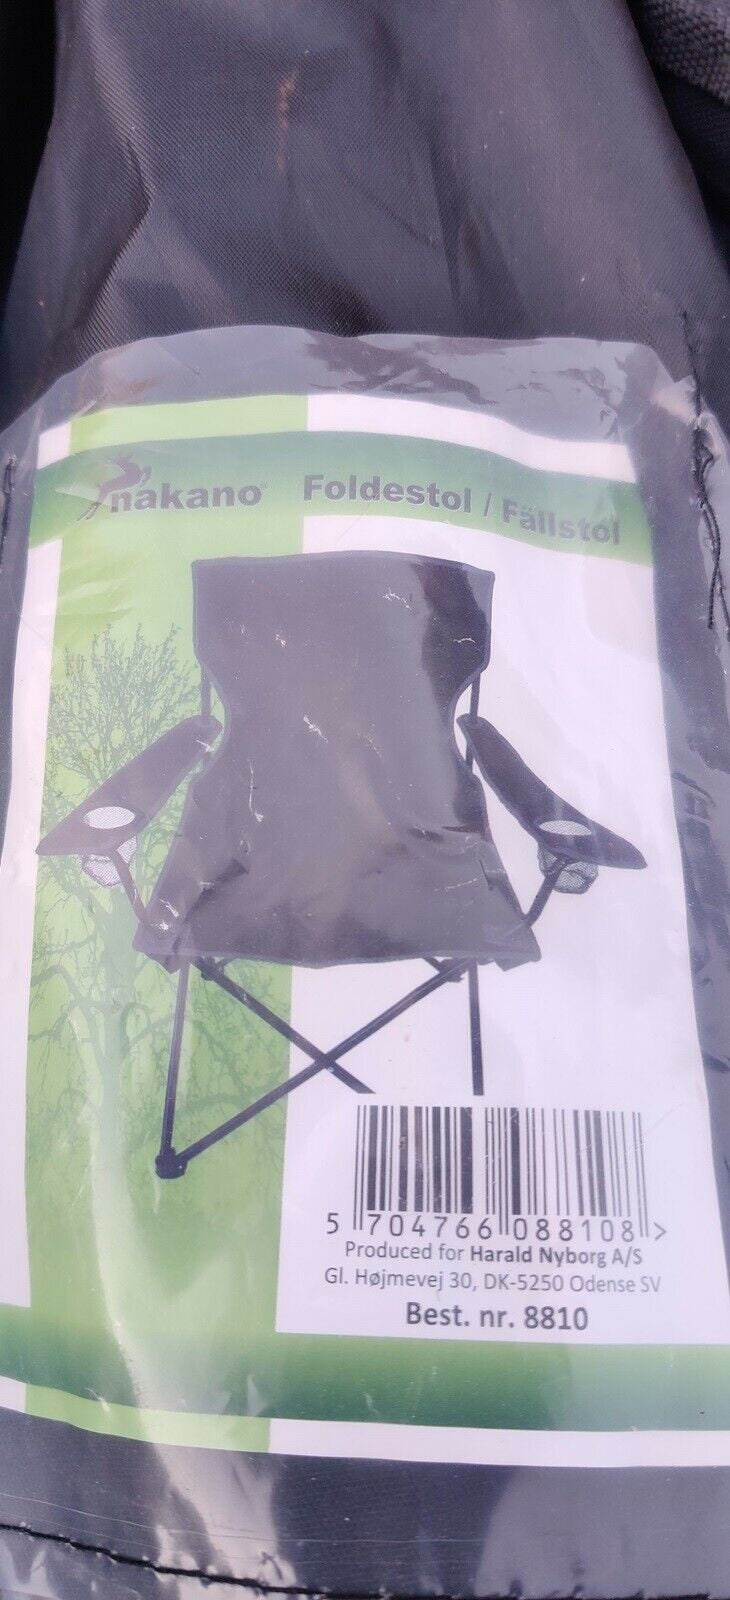 nakano® Foldestol / Fällstol
5 704766 088108 >
Produced for Harald Nyborg A/S
Gl. Højmevej 30, DK-5250 Odense SV
Best. nr. 8810